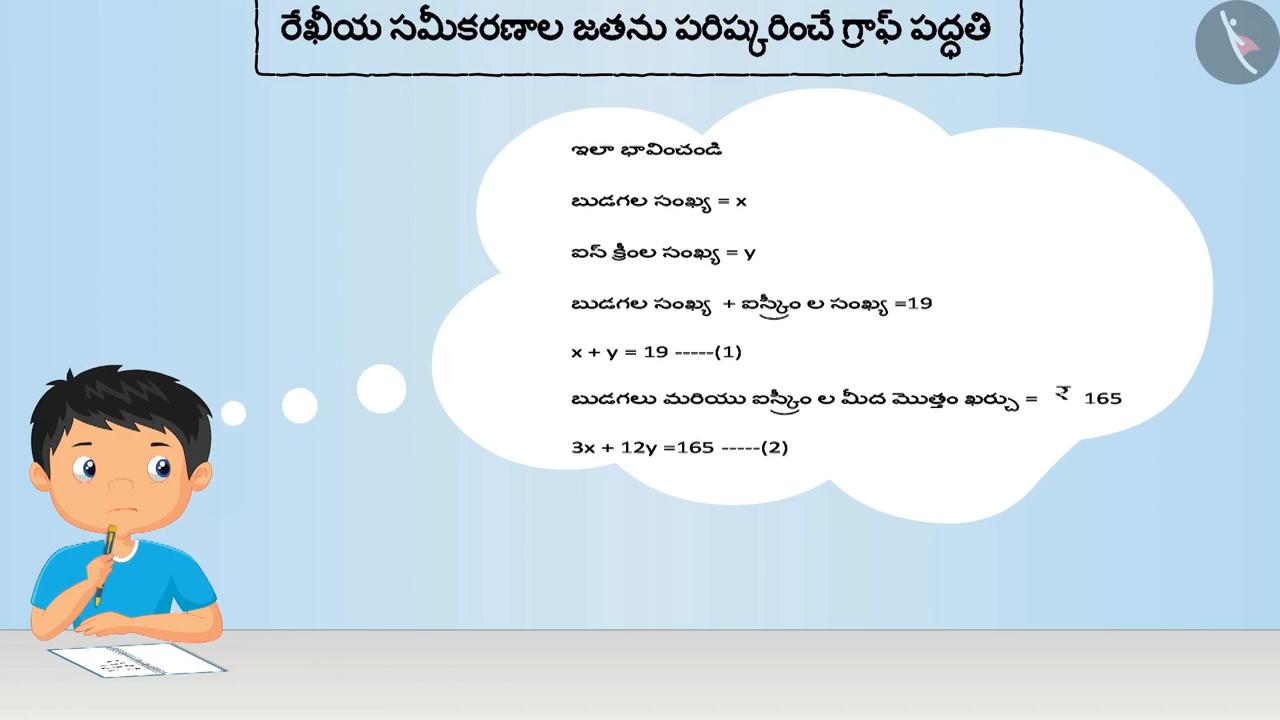 రేఖీయ సమీకరణాల జతను పరిష్కరించే గ్రాఫ్ పద్ధతి
ఇలా భావించండి
బుడగల సంఖ్య = x
ఐస్ క్రీంల సంఖ్య = y
బుడగల సంఖ్య + ఐస్క్రీం ల సంఖ్య =19
x + y = 19 -----(1)
బుడగలు మరియు ఐస్క్రీం ల మీద మొత్తం ఖర్చు = ₹ 165
3x + 12y =165 -----(2)